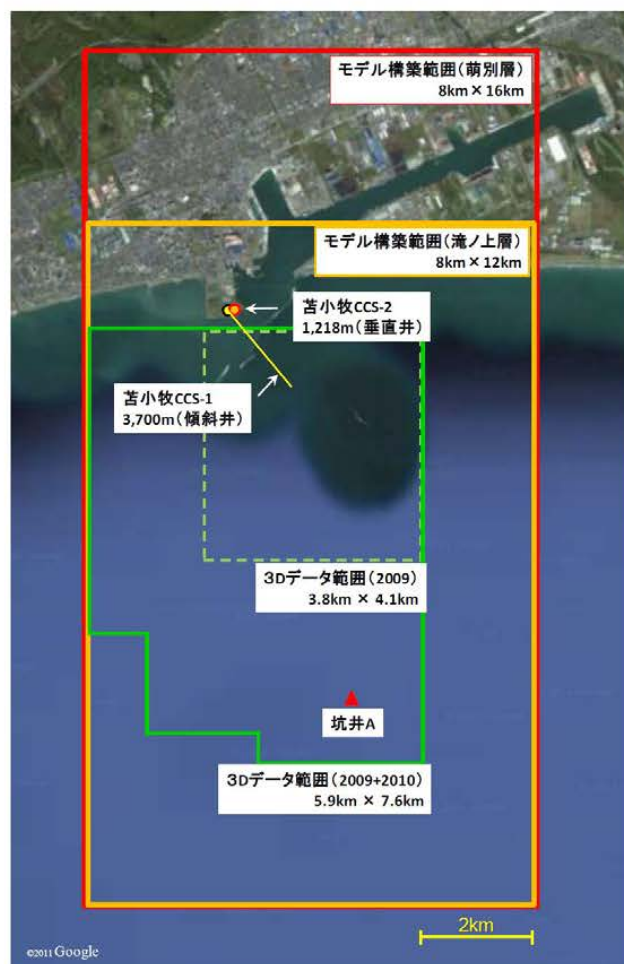 モデル構築範囲(萌別層)
8km×16km
モデル構築範囲(滝ノ上層)
8km×12km
苫小牧CCS-2
1,218m(垂直井)
苫小牧CCS-1
3,700m(傾斜井)
3Dデータ範囲(2009)
3.8km × 4.1km
坑井A
3Dデータ範囲(2009+2010)
5.9km × 7.6km
2km
©2011 Google